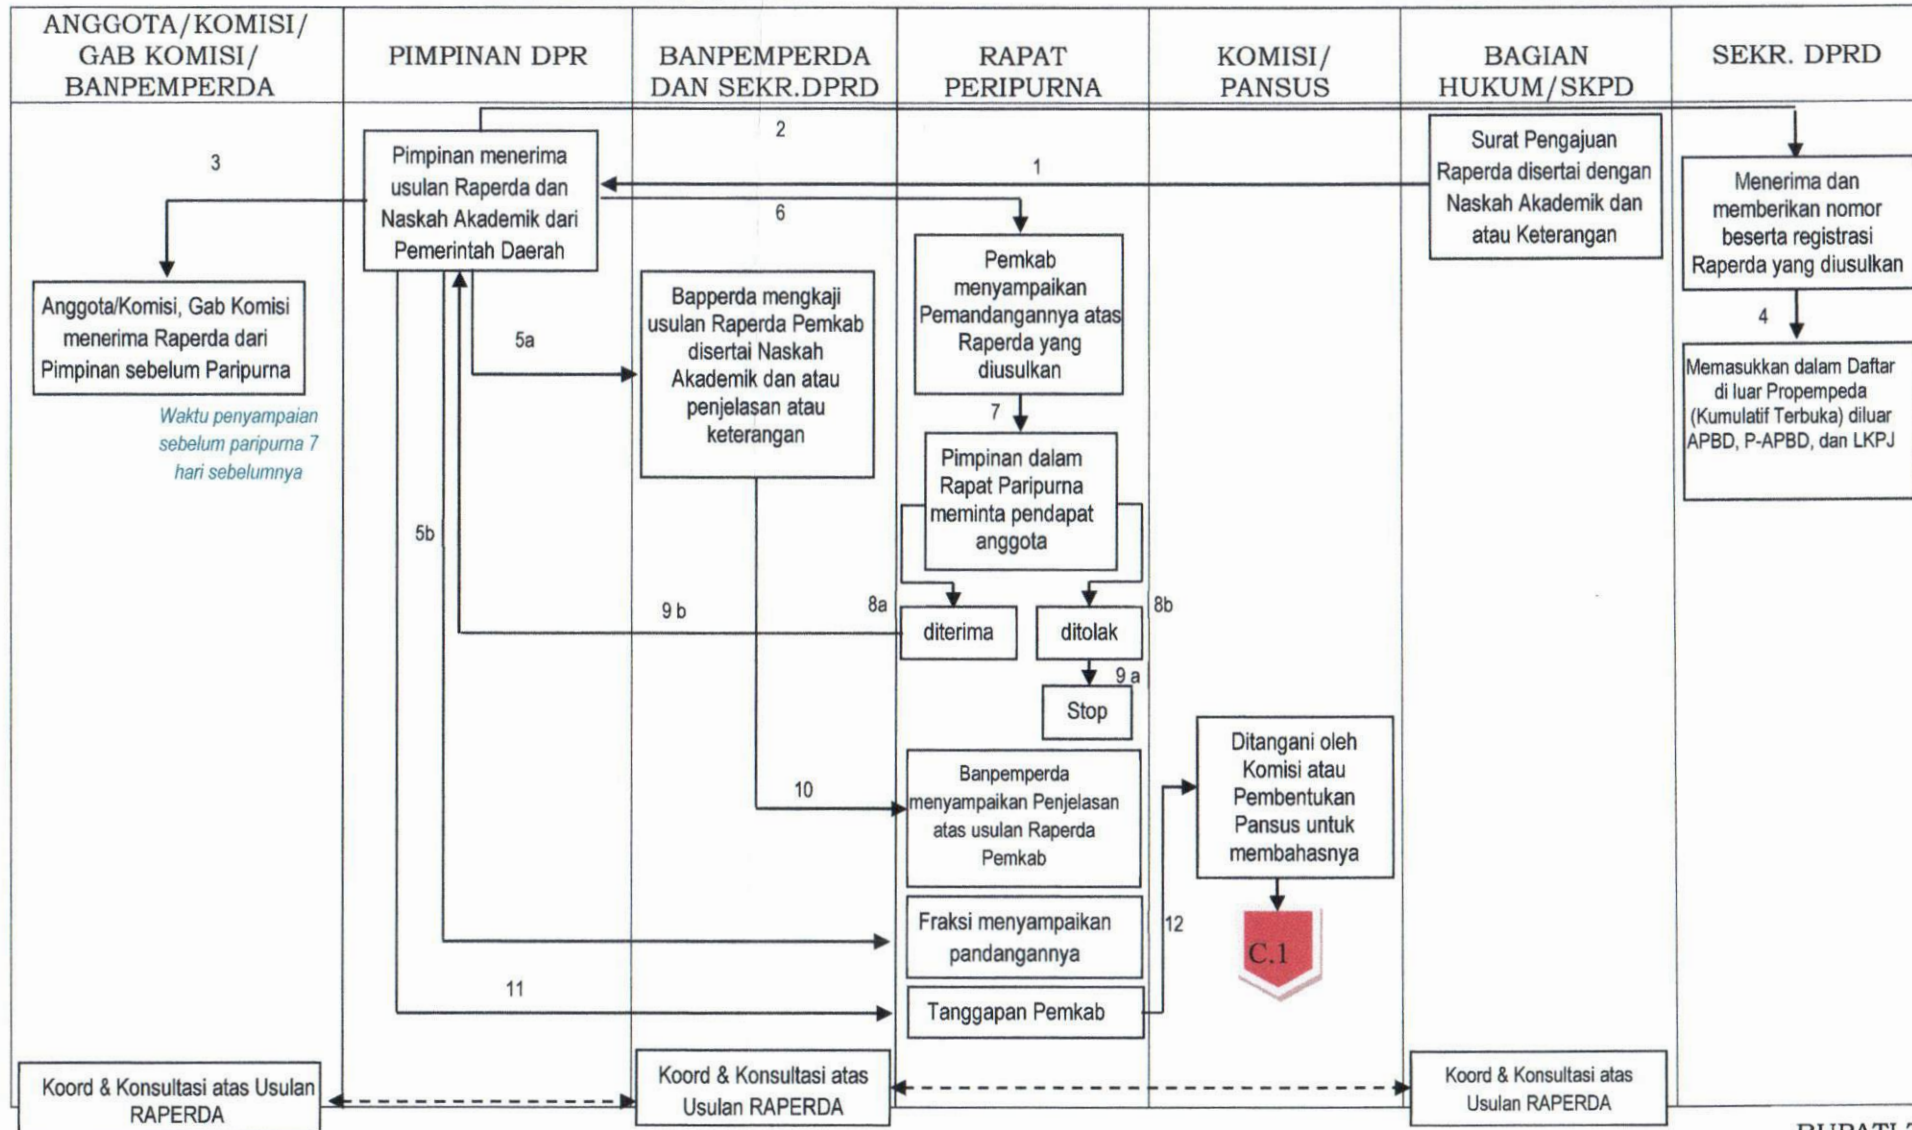 ANGGOTA/KOMISI/
GAB KOMISI/
BANPEMPERDA
PIMPINAN DPR
BANPEMPERDA
DAN SEKR.DPRD
RAPAT
PERIPURNA
KOMISI/
PANSUS
BAGIAN
HUKUM/SKPD
SEKR. DPRD
2
3
1
6
Pimpinan menerima
usulan Raperda dan
Naskah Akademik dari
Pemerintah Daerah
Surat Pengajuan
Raperda disertai dengan
Naskah Akademik dan
atau Keterangan
Menerima dan
memberikan nomor
beserta registrasi
Raperda yang diusulkan
4
Memasukkan dalam Daftar
di luar Propempeda
(Kumulatif Terbuka) diluar
APBD, P-APBD, dan LKPJ
Anggota/Komisi, Gab Komisi
menerima Raperda dari
Pimpinan sebelum Paripurna
Waktu penyampaian
sebelum paripurna 7
hari sebelumnya
5a
Bapperda mengkaji
usulan Raperda Pemkab
disertai Naskah
Akademik dan atau
penjelasan atau
keterangan
Pemkab
menyampaikan
Pemandangannya atas
Raperda yang
diusulkan
7
Pimpinan dalam
Rapat Paripurna
meminta pendapat
anggota
5b
9 b
8a
8b
diterima
ditolak
9 a
Stop
10
Banpemperda
menyampaikan Penjelasan
atas usulan Raperda
Pemkab
Ditangani oleh
Komisi atau
Pembentukan
Pansus untuk
membahasnya
Fraksi menyampaikan
pandangannya
12
C.1
11
Tanggapan Pemkab
Koord & Konsultasi atas Usulan
RAPERDA
Koord & Konsultasi atas
Usulan RAPERDA
Koord & Konsultasi atas
Usulan RAPERDA